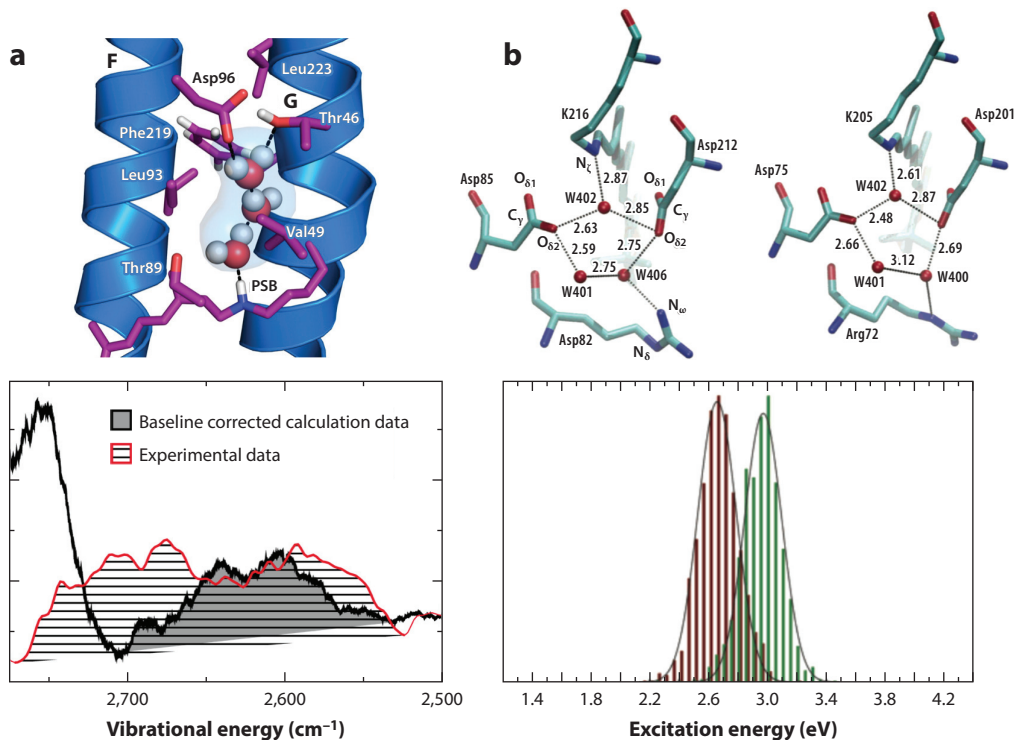 a
F
Asp96
Leu223
G
Thr46
Phe219
Leu93
Val49
Thr89
PSB
b
K216
Asp212
Nζ
2.87
Oδ1
Asp85
Oδ1
W402
2.85
Cγ
Cγ
2.63
Oδ2
Oδ2
2.59
2.75
2.75
W401
W406
Nω
Asp82
Nδ
K205
Asp201
2.61
Asp75
W402
2.87
2.48
2.66
2.69
3.12
W401
W400
Arg72
Baseline corrected calculation data
Experimental data
2,700
2,600
2,500
Vibrational energy (cm⁻¹)
1.4
1.8
2.2
2.6
3.0
3.4
3.8
4.2
Excitation energy (eV)